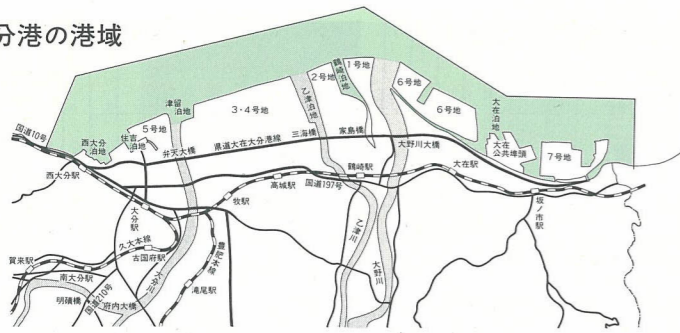 分港の港域
国道10号
西大分泊地
住吉泊地
5号地
津留泊地
弁天大橋
3・4号地
県道大在大分港線
三海橋
乙津泊地
2号地
鶴崎泊地
1号地
家島橋
6号地
6号地
大野川大橋
大在泊地
大在公共埠頭
7号地
西大分駅
大分駅
牧駅
高城駅
国道197号
鶴崎駅
大在駅
坂ノ市駅
乙津川
大野川
賀来駅
久大本線
古国府駅
豊肥本線
南大分駅
明磧橋
国道210号
府内大橋
大分川
滝尾駅